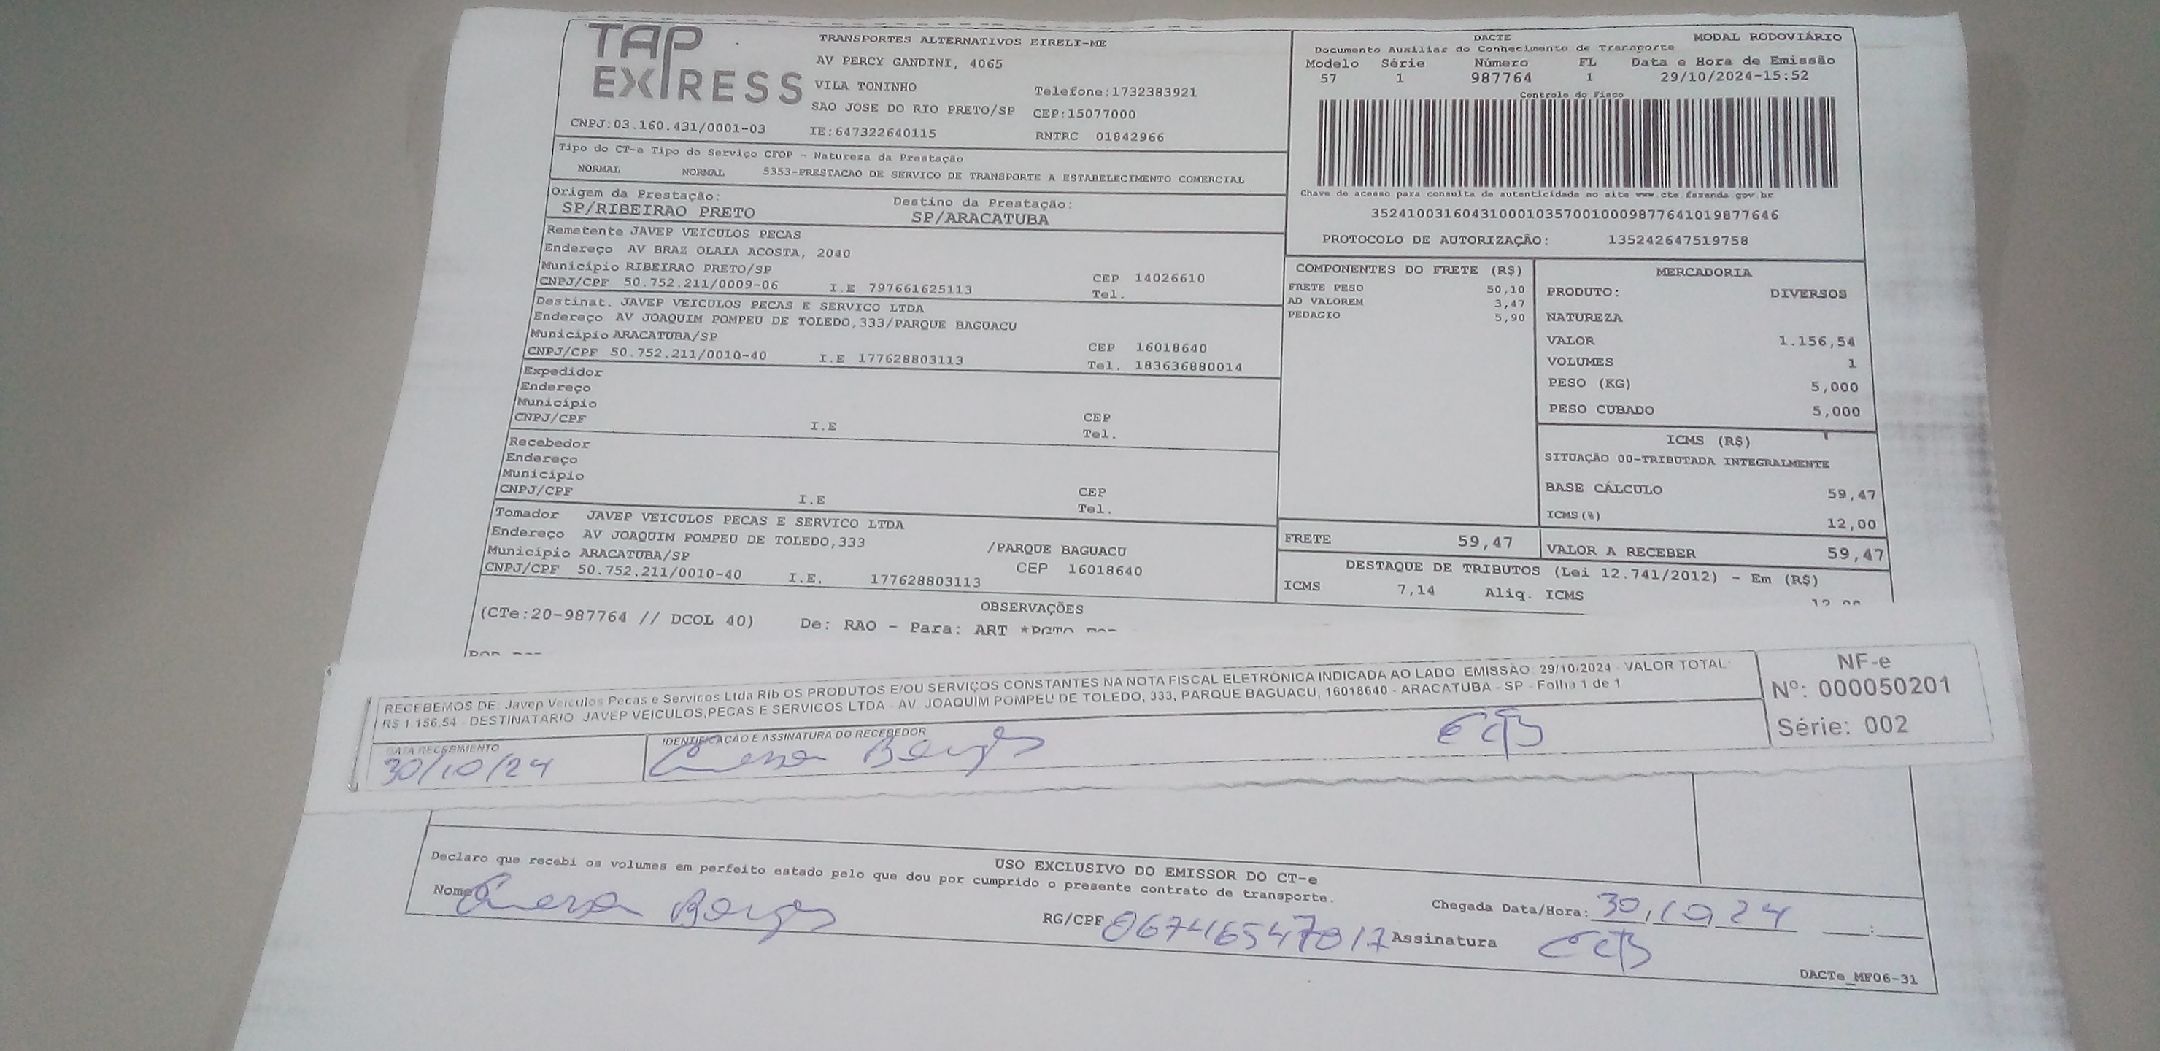 TAP EXPRESS
TRANSPORTES ALTERNATIVOS EIRELI-ME
AV PERCY GANDINI, 4065
VILA TONINHO Telefone:1732383921
SAO JOSE DO RIO PRETO/SP CEP:15077000
CNPJ:03.160.431/0001-03 IE:647322640115 RNTRC 01842966
DACTE MODAL RODOVIÁRIO
Documento Auxiliar do Conhecimento de Transporte
Modelo Série Número FL Data e Hora de Emissão
57 1 987764 1 29/10/2024-15:52
Controle do Fisco
Chave de acesso para consulta de autenticidade no site www.cte.fazenda.gov.br
35241003160431000103570010009877641019877646
PROTOCOLO DE AUTORIZAÇÃO: 135242647519758
Tipo do CT-e Tipo do Serviço CFOP - Natureza da Prestação
NORMAL NORMAL 5353-PRESTACAO DE SERVICO DE TRANSPORTE A ESTABELECIMENTO COMERCIAL
Origem da Prestação: Destino da Prestação:
SP/RIBEIRAO PRETO SP/ARACATUBA
Remetente JAVEP VEICULOS PECAS
Endereço AV BRAZ OLAIA ACOSTA, 2040
Município RIBEIRAO PRETO/SP CEP 14026610
CNPJ/CPF 50.752.211/0009-06 I.E 797661625113 Tel.
Destinat. JAVEP VEICULOS PECAS E SERVICO LTDA
Endereço AV JOAQUIM POMPEU DE TOLEDO,333/PARQUE BAGUACU
Município ARACATUBA/SP CEP 16018640
CNPJ/CPF 50.752.211/0010-40 I.E 177628803113 Tel. 183636880014
Expedidor
Endereço
Município CEP
CNPJ/CPF I.E Tel.
Recebedor
Endereço
Município CEP
CNPJ/CPF I.E Tel.
Tomador JAVEP VEICULOS PECAS E SERVICO LTDA
Endereço AV JOAQUIM POMPEU DE TOLEDO,333 /PARQUE BAGUACU
Município ARACATUBA/SP CEP 16018640
CNPJ/CPF 50.752.211/0010-40 I.E. 177628803113
COMPONENTES DO FRETE (R$)
FRETE PESO 50,10
AD VALOREM 3,47
PEDAGIO 5,90
MERCADORIA
PRODUTO: DIVERSOS
NATUREZA
VALOR 1.156,54
VOLUMES 1
PESO (KG) 5,000
PESO CUBADO 5,000
ICMS (R$)
SITUAÇÃO 00-TRIBUTADA INTEGRALMENTE
BASE CÁLCULO 59,47
ICMS(%) 12,00
FRETE 59,47 VALOR A RECEBER 59,47
DESTAQUE DE TRIBUTOS (Lei 12.741/2012) - Em (R$)
ICMS 7,14 Aliq. ICMS
OBSERVAÇÕES
(CTe:20-987764 // DCOL 40) De: RAO - Para: ART
RECEBEMOS DE: Javep Veiculos Pecas e Servicos Ltda Rib OS PRODUTOS E/OU SERVIÇOS CONSTANTES NA NOTA FISCAL ELETRÔNICA INDICADA AO LADO. EMISSÃO: 29/10/2024 - VALOR TOTAL:
R$ 1.156,54 - DESTINATÁRIO: JAVEP VEICULOS,PECAS E SERVICOS LTDA - AV. JOAQUIM POMPEU DE TOLEDO, 333, PARQUE BAGUACU, 16018640 - ARACATUBA - SP - Folha 1 de 1
DATA RECEBIMENTO IDENTIFICAÇÃO E ASSINATURA DO RECEBEDOR
30/10/24 Borges
NF-e
Nº: 000050201
Série: 002
USO EXCLUSIVO DO EMISSOR DO CT-e
Declaro que recebi os volumes em perfeito estado pelo que dou por cumprido o presente contrato de transporte.
Nome Borges RG/CPF Assinatura
Chegada Data/Hora: 30/10/24 __:__
DACTe_MF06-31